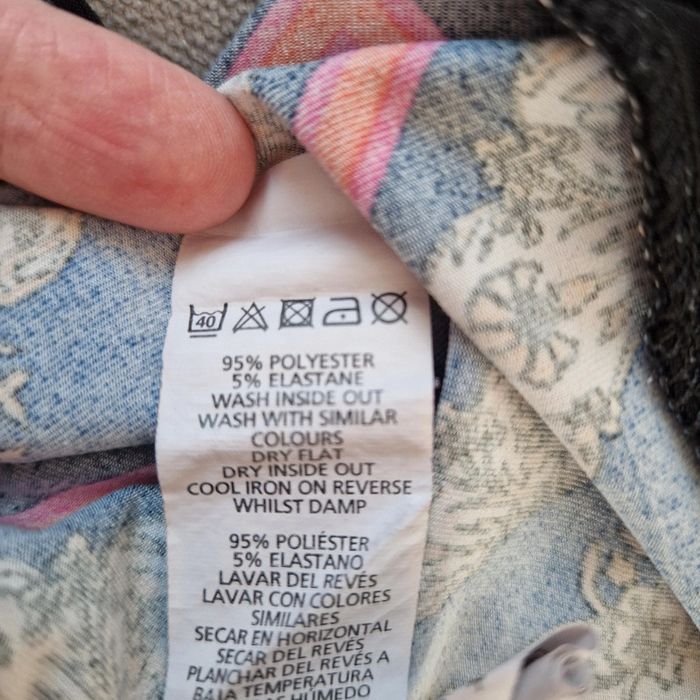 40
95% POLYESTER
5% ELASTANE
WASH INSIDE OUT
WASH WITH SIMILAR
COLOURS
DRY FLAT
DRY INSIDE OUT
COOL IRON ON REVERSE
WHILST DAMP
95% POLIÉSTER
5% ELASTANO
LAVAR DEL REVÉS
LAVAR CON COLORES
SIMILARES
SECAR EN HORIZONTAL
SECAR DEL REVÉS
PLANCHAR DEL REVÉS A
BAJA TEMPERATURA
HÚMEDO